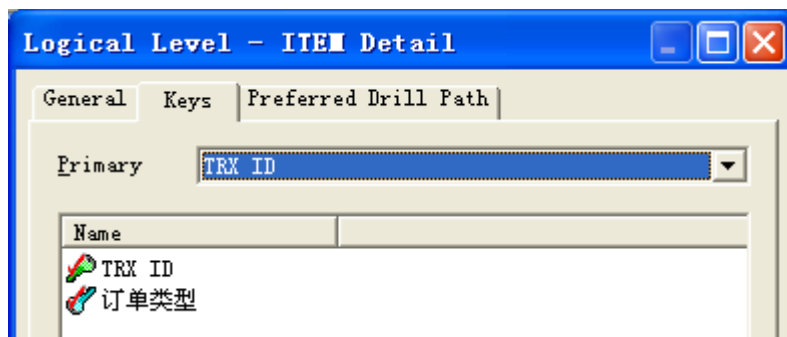 Logical Level - ITEM Detail
General Keys Preferred Drill Path
Primary TRX ID
Name
TRX ID
订单类型